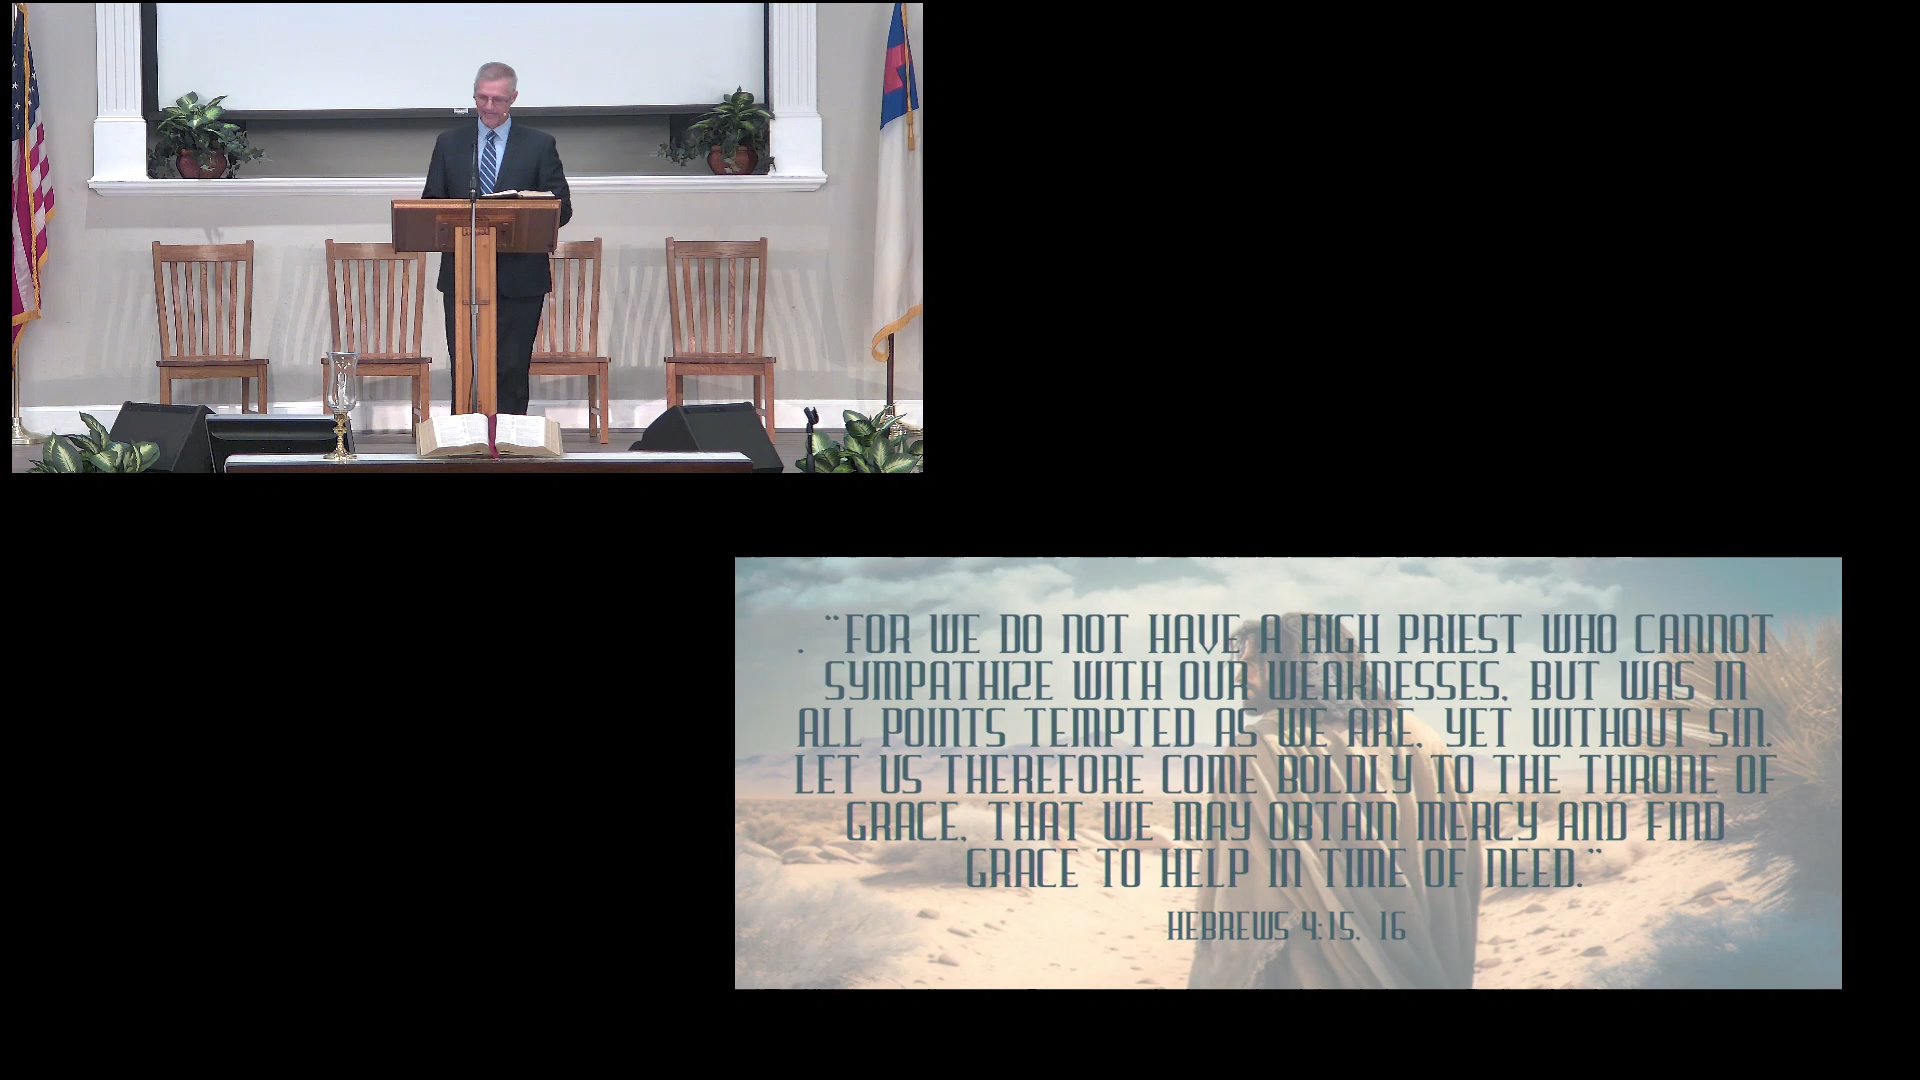 . "FOR WE DO NOT HAVE A HIGH PRIEST WHO CANNOT
SYMPATHIZE WITH OUR WEAKNESSES, BUT WAS IN
ALL POINTS TEMPTED AS WE ARE, YET WITHOUT SIN.
LET US THEREFORE COME BOLDLY TO THE THRONE OF
GRACE, THAT WE MAY OBTAIN MERCY AND FIND
GRACE TO HELP IN TIME OF NEED."
HEBREWS 4:15, 16